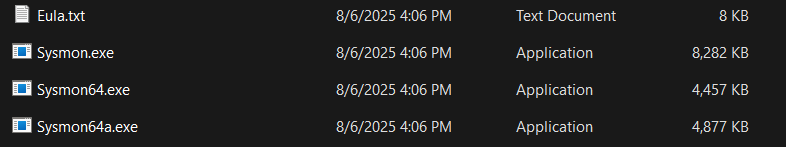 Eula.txt 8/6/2025 4:06 PM Text Document 8 KB
Sysmon.exe 8/6/2025 4:06 PM Application 8,282 KB
Sysmon64.exe 8/6/2025 4:06 PM Application 4,457 KB
Sysmon64a.exe 8/6/2025 4:06 PM Application 4,877 KB